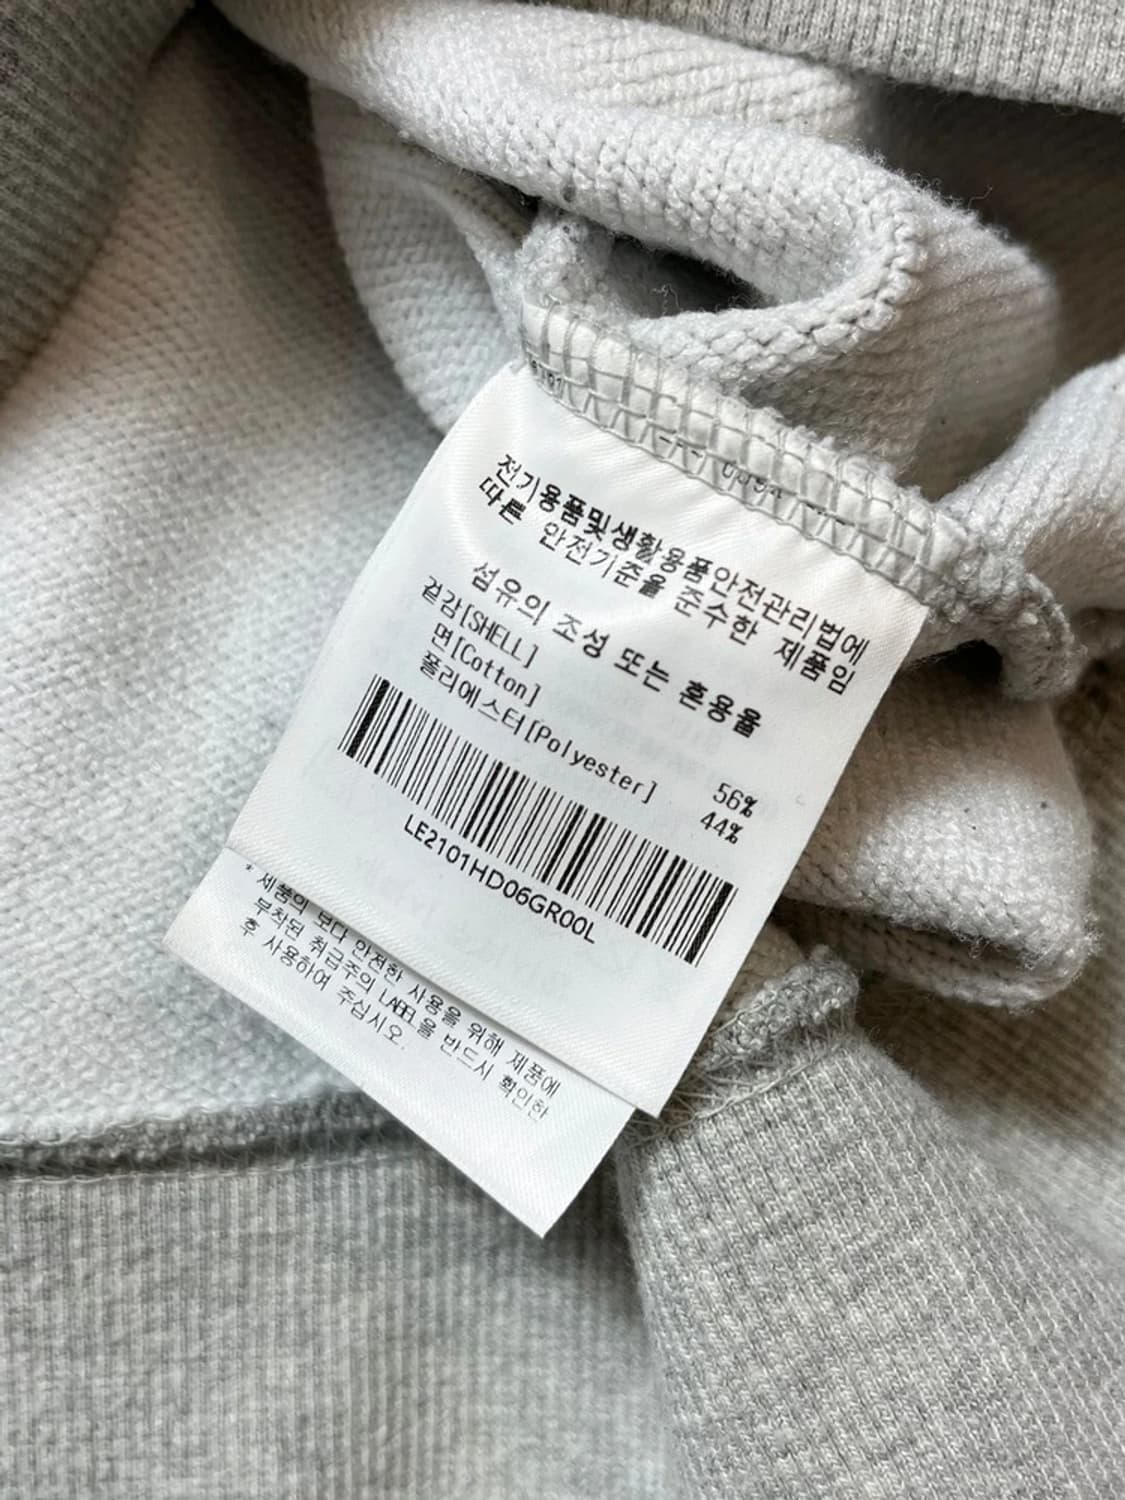 전기용품및생활용품안전관리법에
따른 안전기준을 준수한 제품임
섬유의 조성 또는 혼용율
겉감[SHELL]
면[Cotton] 56%
폴리에스터[Polyester] 44%
LE2101HD06GR00L
* 제품의 보다 안전한 사용을 위해 제품에
부착된 취급주의 LABEL을 반드시 확인한
후 사용하여 주십시오.